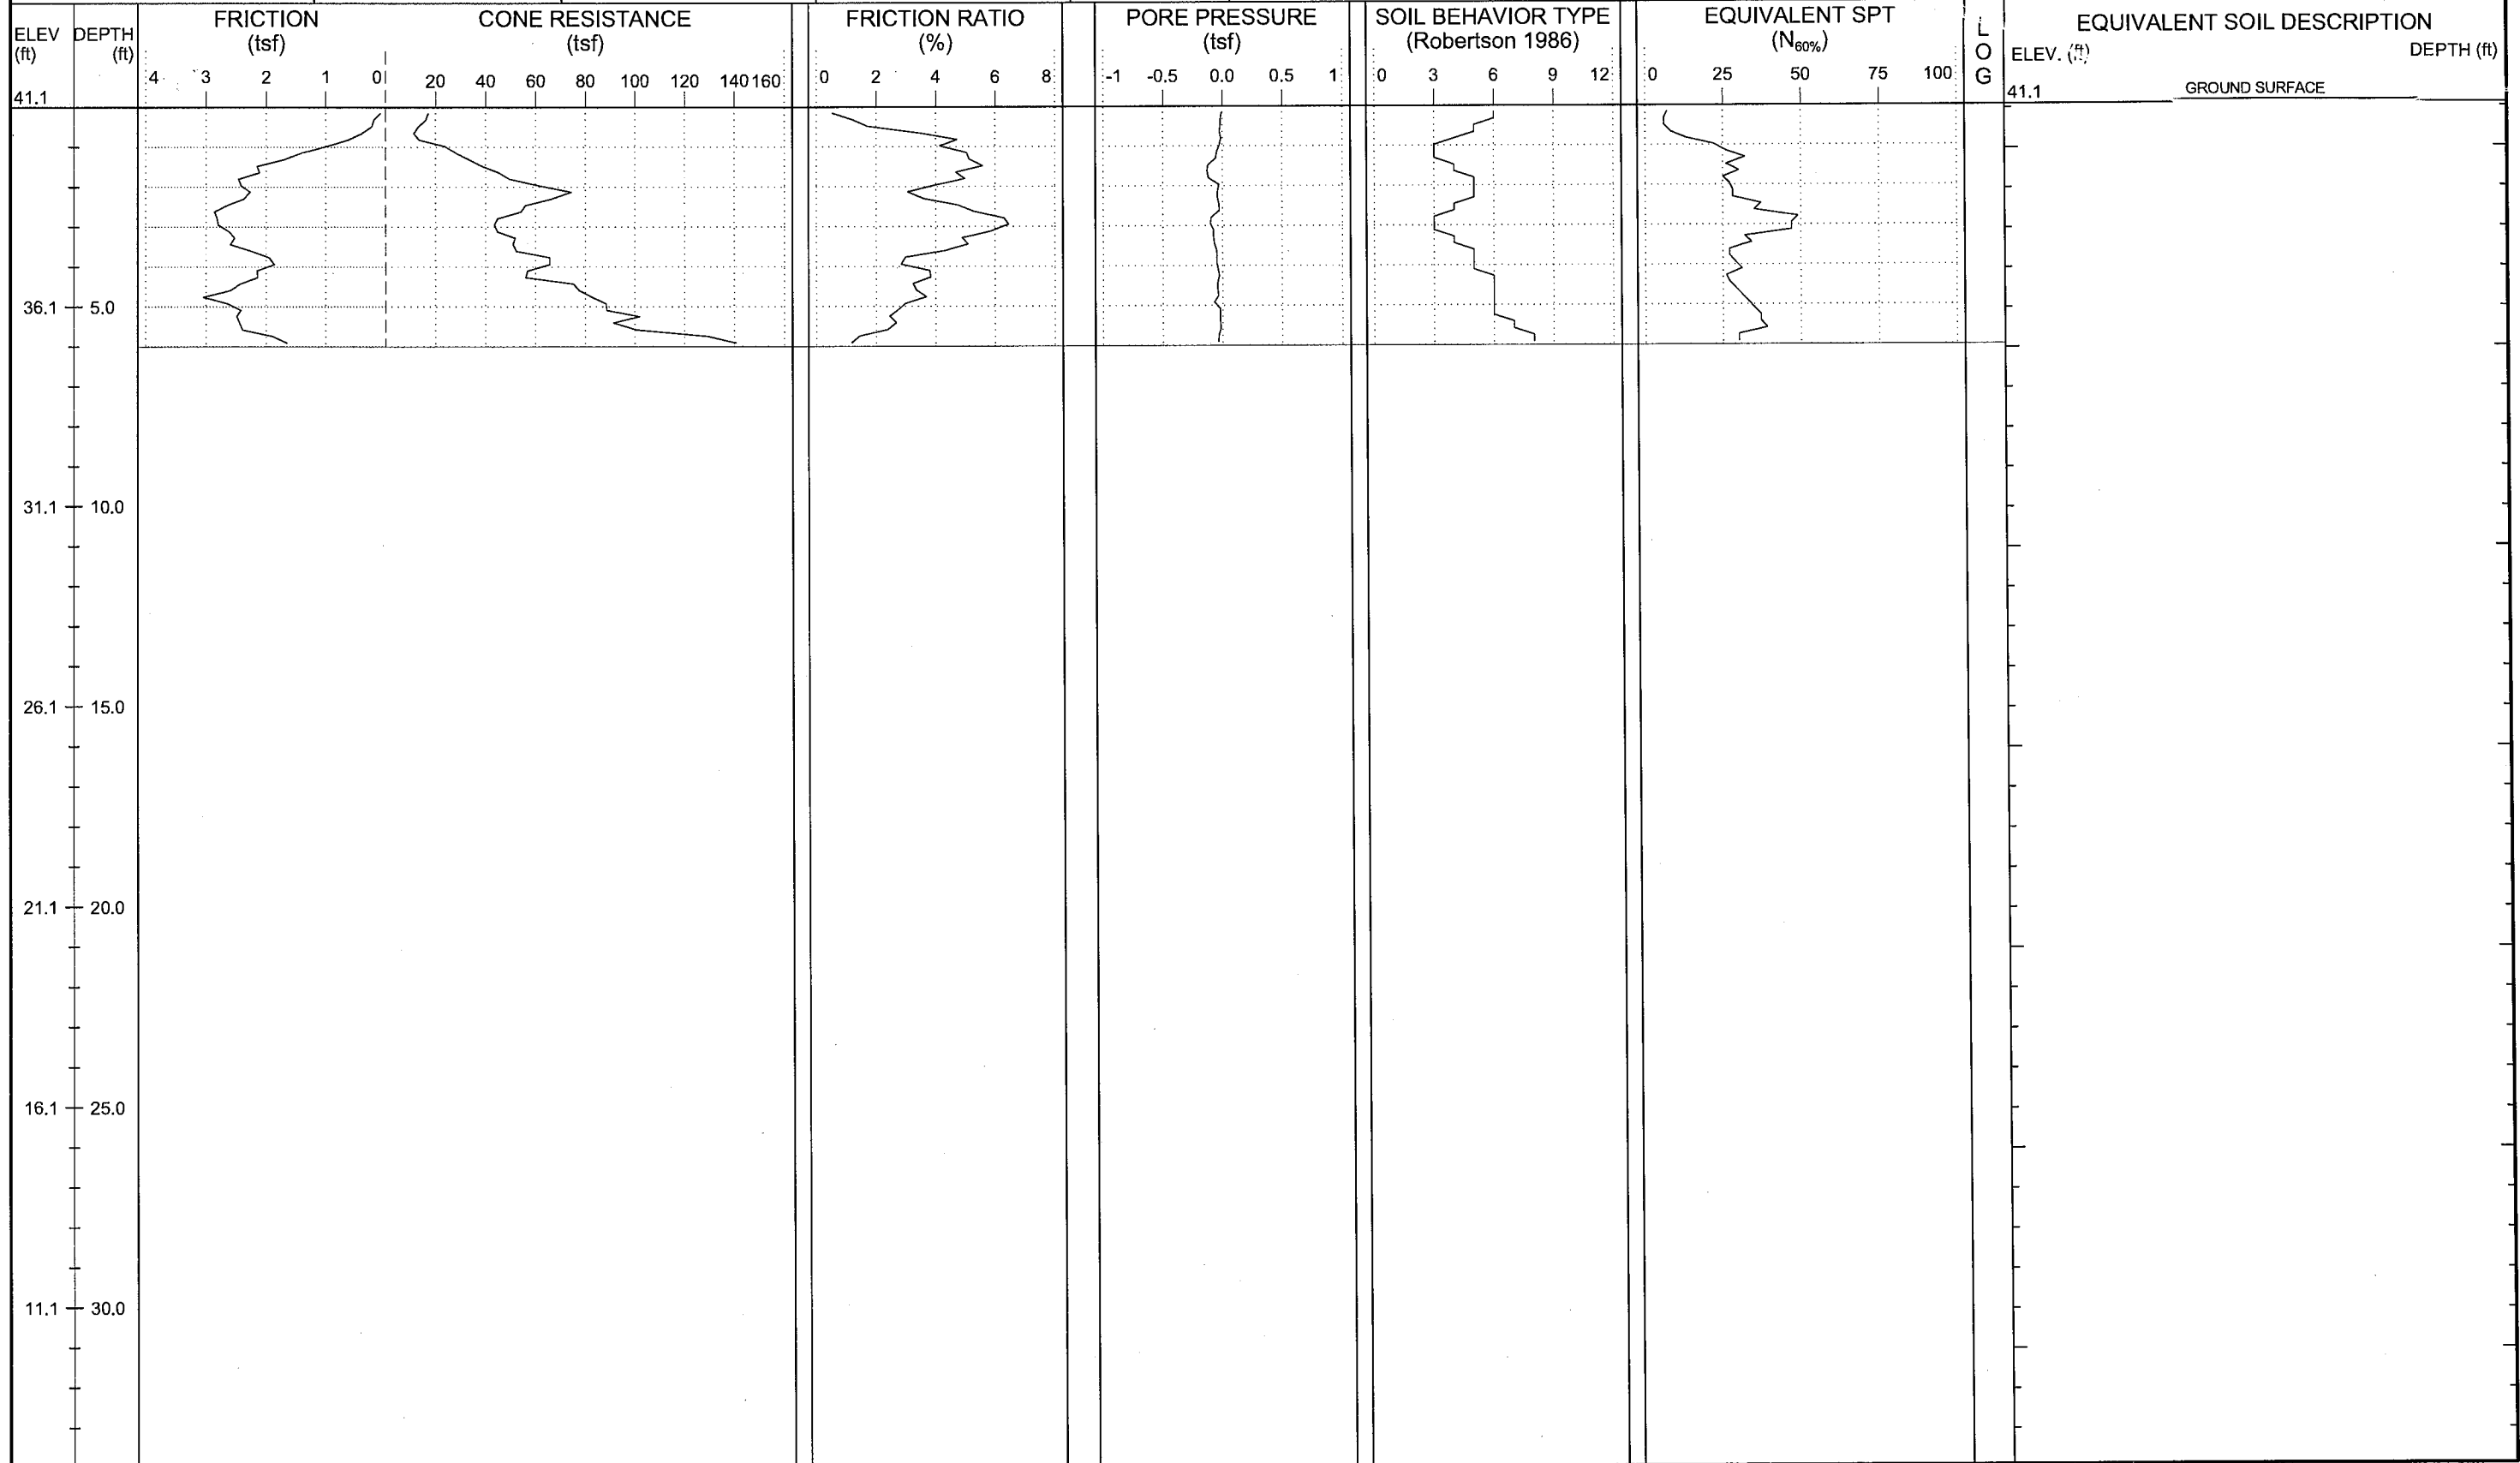 ELEV (ft)
DEPTH (ft)
FRICTION (tsf)
CONE RESISTANCE (tsf)
FRICTION RATIO (%)
PORE PRESSURE (tsf)
SOIL BEHAVIOR TYPE (Robertson 1986)
EQUIVALENT SPT (N60%)
LOG
EQUIVALENT SOIL DESCRIPTION
ELEV. (ft) DEPTH (ft)
4 3 2 1 0 20 40 60 80 100 120 140 160
0 2 4 6 8
-1 -0.5 0.0 0.5 1
0 3 6 9 12
0 25 50 75 100
41.1
41.1 GROUND SURFACE
36.1 5.0
31.1 10.0
26.1 15.0
21.1 20.0
16.1 25.0
11.1 30.0